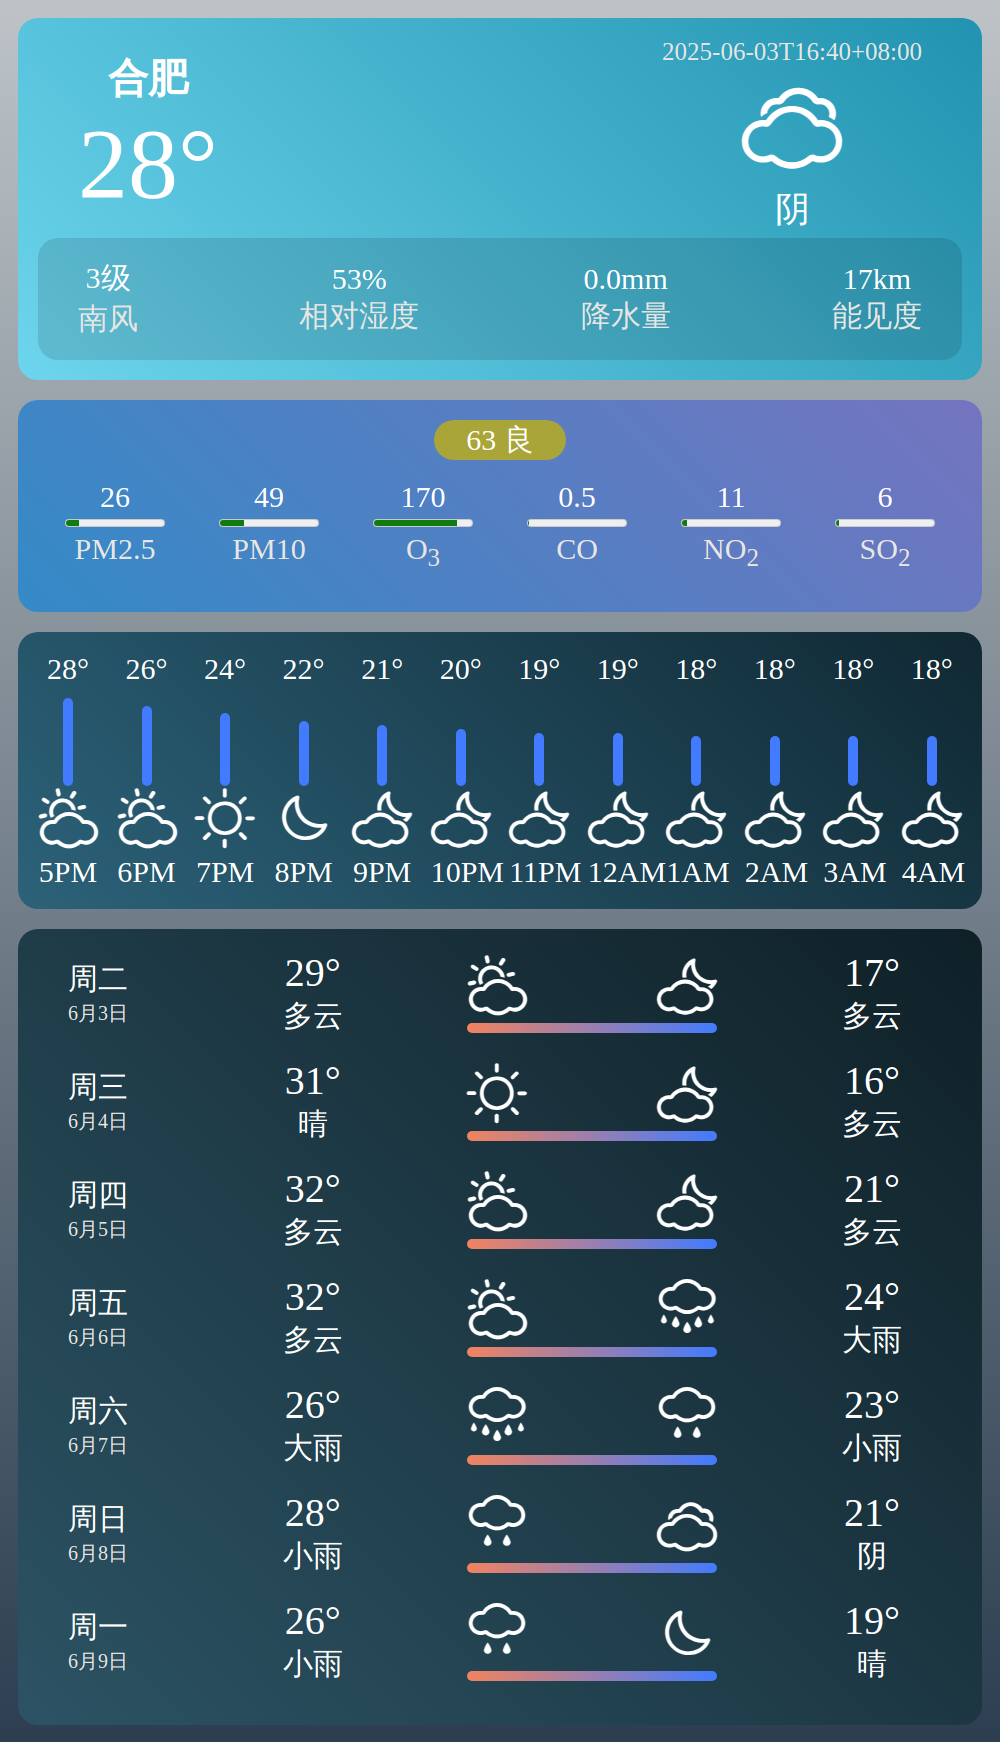 合肥
28°
2025-06-03T16:40+08:00
阴
3级 53% 0.0mm 17km
南风 相对湿度 降水量 能见度
63 良
26 49 170 0.5 11 6
PM2.5 PM10 O3 CO NO2 SO2
28° 26° 24° 22° 21° 20° 19° 19° 18° 18° 18° 18°
5PM 6PM 7PM 8PM 9PM 10PM 11PM 12AM 1AM 2AM 3AM 4AM
周二 29° 17°
6月3日 多云 多云
周三 31° 16°
6月4日 晴 多云
周四 32° 21°
6月5日 多云 多云
周五 32° 24°
6月6日 多云 大雨
周六 26° 23°
6月7日 大雨 小雨
周日 28° 21°
6月8日 小雨 阴
周一 26° 19°
6月9日 小雨 晴